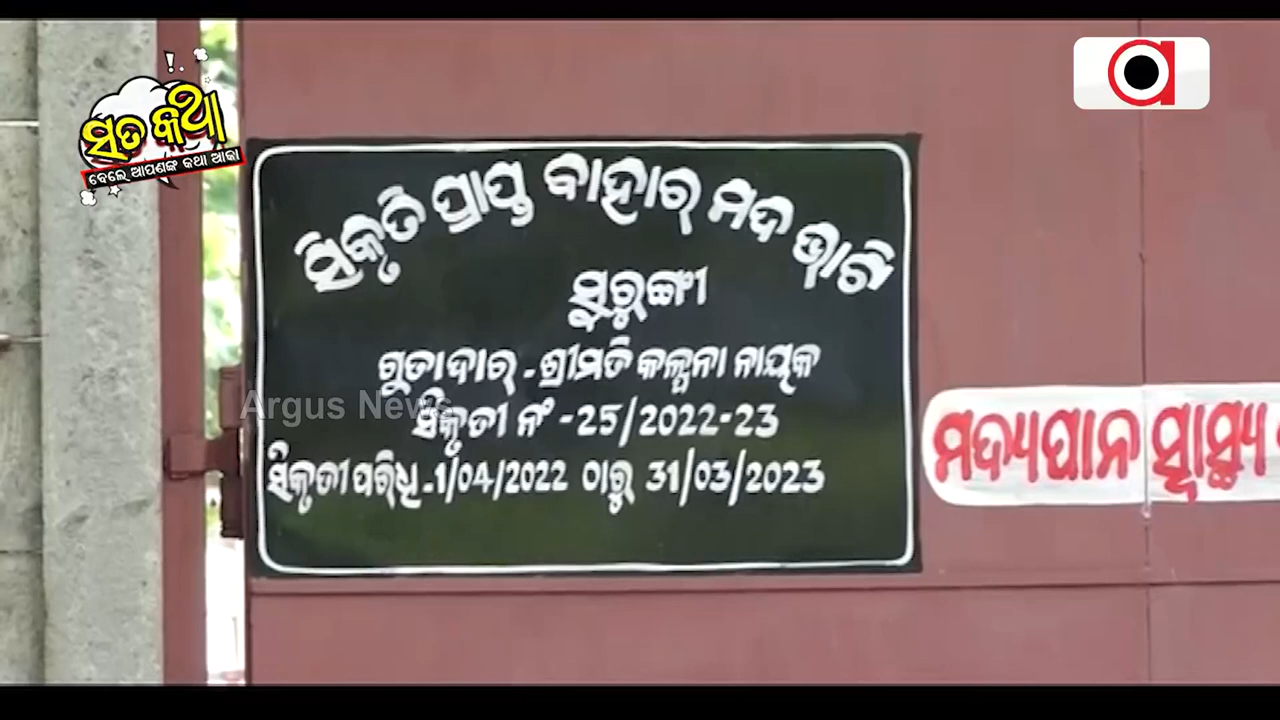 ସତ କଥା
ବେଲେ ଆପଣଙ୍କ କଥା ଆକା
ସିକୃତି ପ୍ରାପ୍ତ ବାହାର୍ ମଦ ଭାଟି
ସୁରୁଙ୍ଗୀ
ଗୁତାଦାର୍ - ଶ୍ରୀମତି କଳ୍ପନା ନାୟକ
Argus News
ସିକୃତୀ ନଂ - 25/2022-23
ସିକୃତୀ ପରିଧି - 1/04/2022 ଠାରୁ 31/03/2023
ମଦ୍ୟପାନ ସ୍ୱାସ୍ଥ୍ୟ